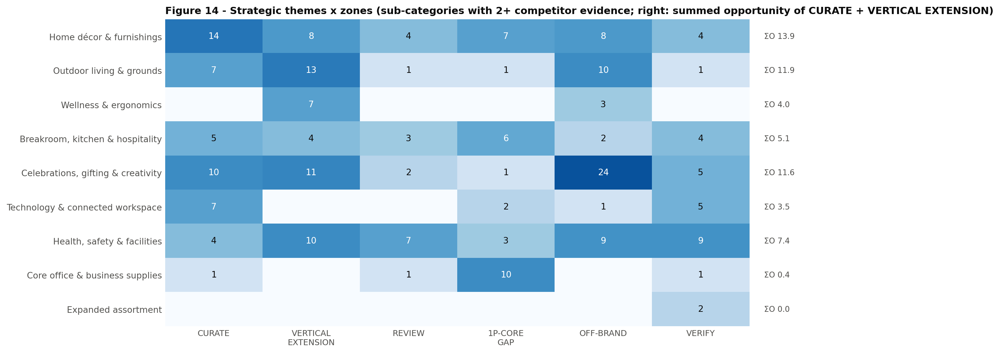 Figure 14 - Strategic themes x zones (sub-categories with 2+ competitor evidence; right: summed opportunity of CURATE + VERTICAL EXTENSION)
Home décor & furnishings 14 8 4 7 8 4 ΣO 13.9
Outdoor living & grounds 7 13 1 1 10 1 ΣO 11.9
Wellness & ergonomics 7 3 ΣO 4.0
Breakroom, kitchen & hospitality 5 4 3 6 2 4 ΣO 5.1
Celebrations, gifting & creativity 10 11 2 1 24 5 ΣO 11.6
Technology & connected workspace 7 2 1 5 ΣO 3.5
Health, safety & facilities 4 10 7 3 9 9 ΣO 7.4
Core office & business supplies 1 1 10 1 ΣO 0.4
Expanded assortment 2 ΣO 0.0
CURATE VERTICAL REVIEW 1P-CORE OFF-BRAND VERIFY
EXTENSION GAP